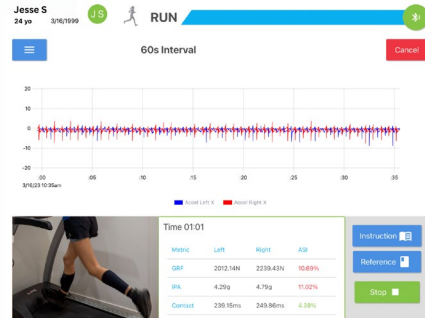 Jesse S
24 yo 3/16/1999
JS
RUN
60s Interval
Cancel
20
10
0
-10
-20
:00 :05 :10 :15 :20 :25 :30 :35
3/16/23 10:35am
Accel Left X Accel Right X
Time 01:01
Metric Left Right ASI
GRF 2012.14N 2239.43N 10.69%
IPA 4.29g 4.79g 11.02%
Contact 239.15ms 249.86ms 4.38%
Instruction
Reference
Stop